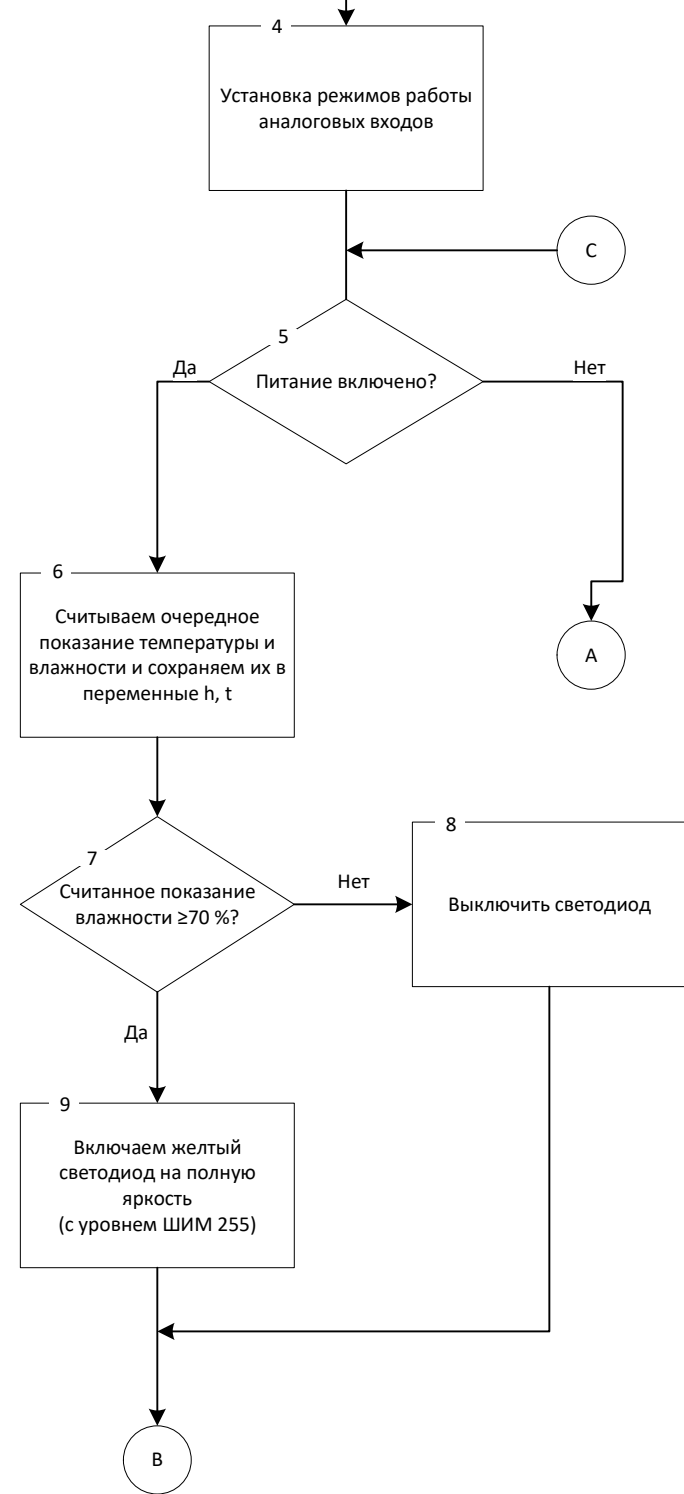 4
Установка режимов работы
аналоговых входов
C
5
Питание включено?
Да
Нет
6
Считываем очередное
показание температуры и
влажности и сохраняем их в
переменные h, t
A
7
Считанное показание
влажности ≥70 %?
Нет
8
Выключить светодиод
Да
9
Включаем желтый
светодиод на полную
яркость
(с уровнем ШИМ 255)
B